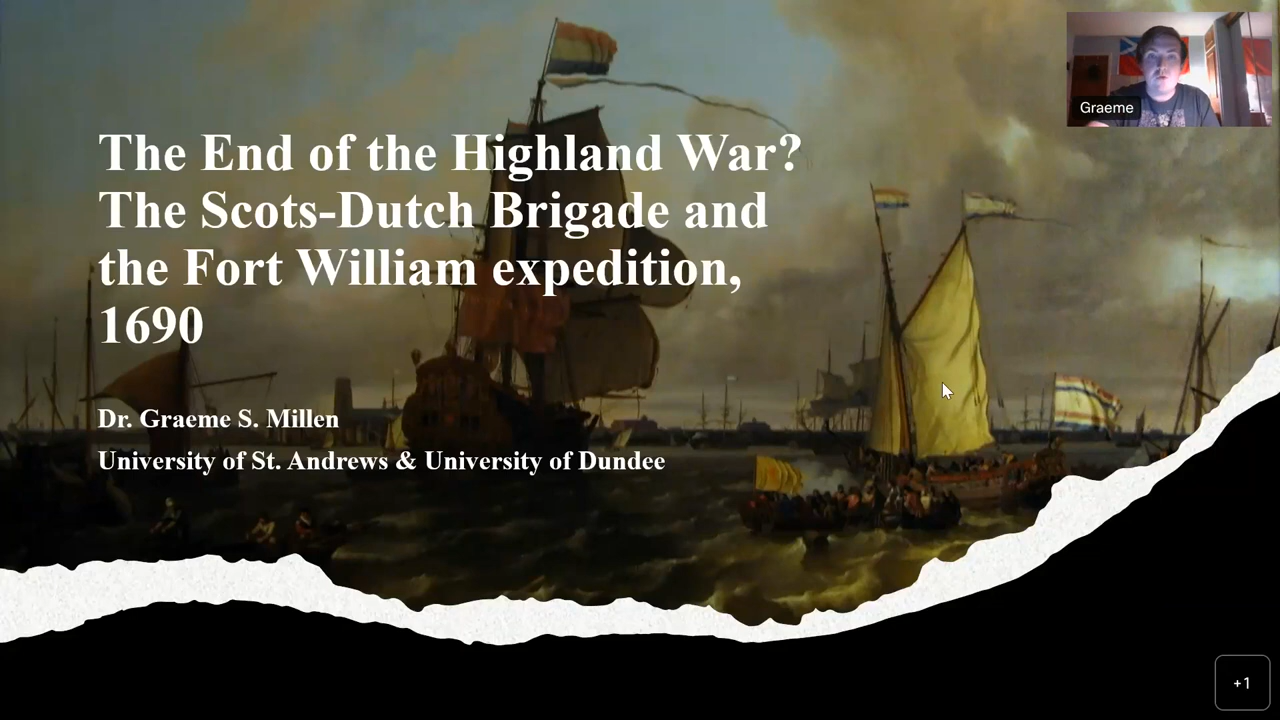 The End of the Highland War?
The Scots-Dutch Brigade and
the Fort William expedition,
1690
Dr. Graeme S. Millen
University of St. Andrews & University of Dundee
Graeme
+1